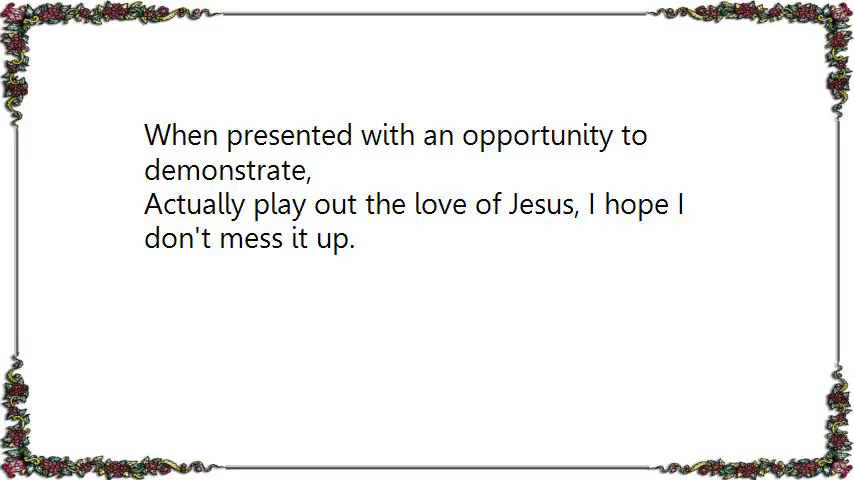 When presented with an opportunity to
demonstrate,
Actually play out the love of Jesus, I hope I
don't mess it up.